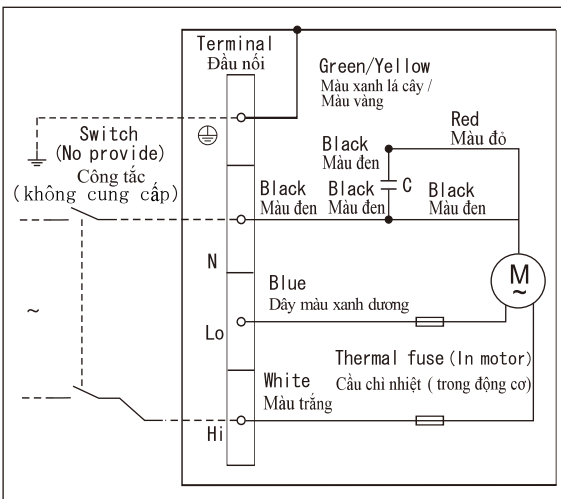 Terminal
Đầu nối
Green/Yellow
Màu xanh lá cây /
Màu vàng
Switch
(No provide)
Công tắc
(không cung cấp)
Red
Màu đỏ
Black
Màu đen
C
Black
Màu đen
Black
Màu đen
Black
Màu đen
N
M
~
Blue
Dây màu xanh dương
~
Lo
Thermal fuse (In motor)
Cầu chì nhiệt ( trong động cơ)
White
Màu trắng
Hi